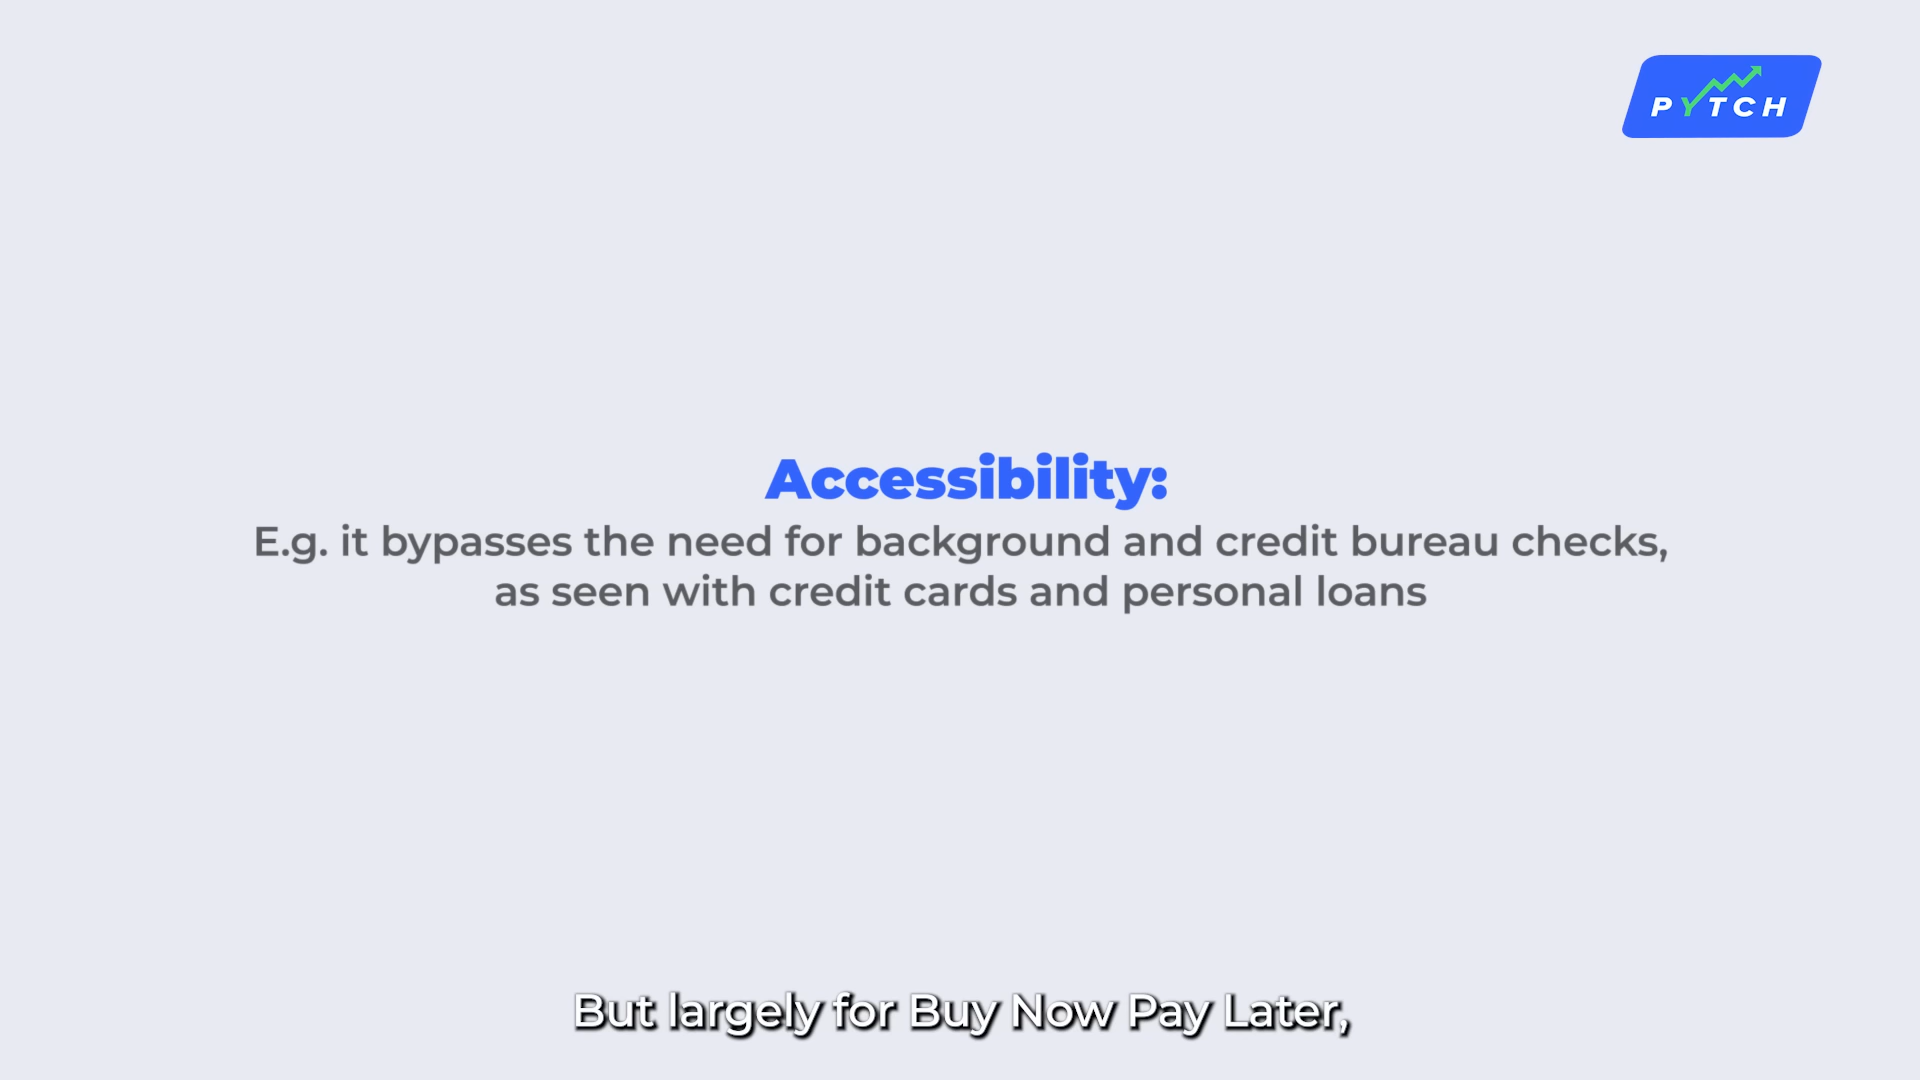 PYTCH
Accessibility:
E.g. it bypasses the need for background and credit bureau checks,
as seen with credit cards and personal loans
But largely for Buy Now Pay Later,